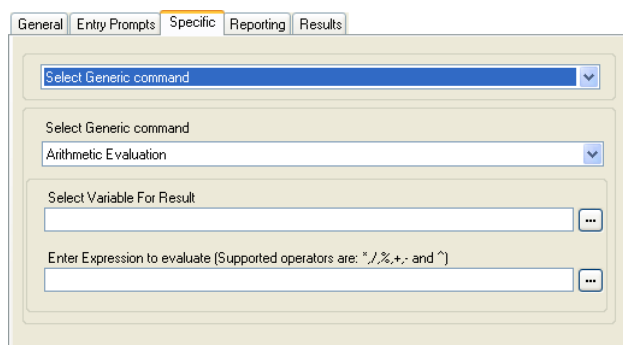 General Entry Prompts Specific Reporting Results
Select Generic command
Select Generic command
Arithmetic Evaluation
Select Variable For Result
...
Enter Expression to evaluate (Supported operators are: *,/,%,+,- and ^)
...